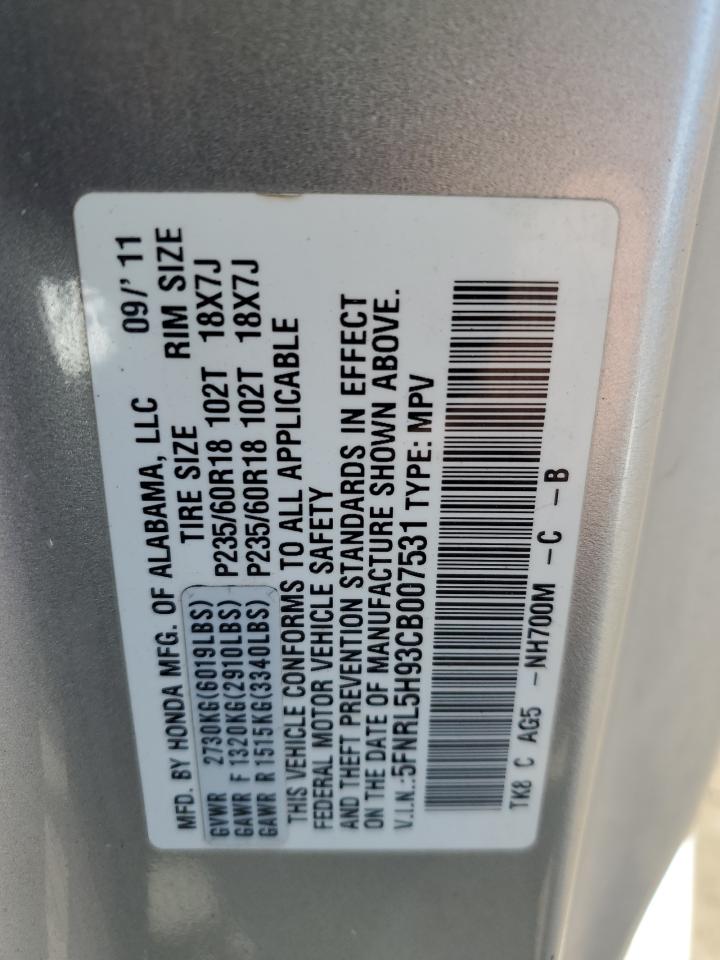 MFD. BY HONDA MFG. OF ALABAMA, LLC 09/' 11
TIRE SIZE RIM SIZE
GVWR 2730KG(6019LBS)
GAWR F 1320KG(2910LBS) P235/60R18 102T 18X7J
GAWR R 1515KG(3340LBS) P235/60R18 102T 18X7J
THIS VEHICLE CONFORMS TO ALL APPLICABLE
FEDERAL MOTOR VEHICLE SAFETY
AND THEFT PREVENTION STANDARDS IN EFFECT
ON THE DATE OF MANUFACTURE SHOWN ABOVE.
V.I.N.:5FNRL5H93CB007531 TYPE: MPV
TK8 C AG5 -NH700M -C -B